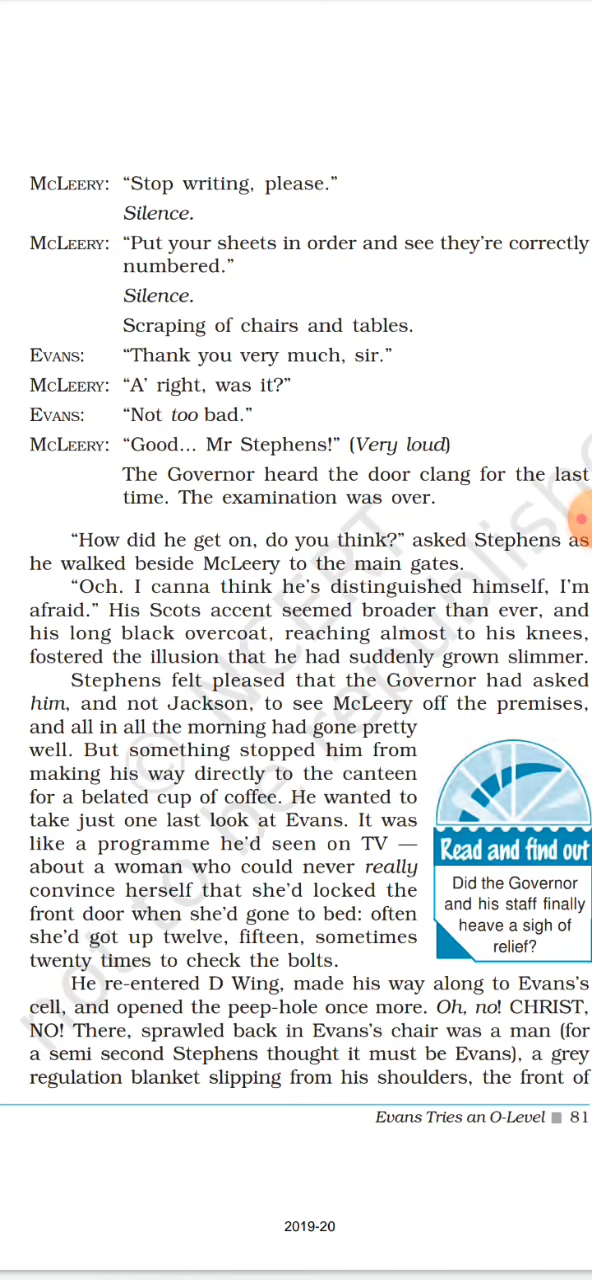 McLeery: “Stop writing, please.”
Silence.
McLeery: “Put your sheets in order and see they’re correctly
numbered.”
Silence.
Scraping of chairs and tables.
Evans: “Thank you very much, sir.”
McLeery: “A’ right, was it?”
Evans: “Not too bad.”
McLeery: “Good... Mr Stephens!” (Very loud)
The Governor heard the door clang for the last
time. The examination was over.
“How did he get on, do you think?” asked Stephens as
he walked beside McLeery to the main gates.
“Och. I canna think he’s distinguished himself, I’m
afraid.” His Scots accent seemed broader than ever, and
his long black overcoat, reaching almost to his knees,
fostered the illusion that he had suddenly grown slimmer.
Stephens felt pleased that the Governor had asked
him, and not Jackson, to see McLeery off the premises,
and all in all the morning had gone pretty
well. But something stopped him from
making his way directly to the canteen
for a belated cup of coffee. He wanted to
take just one last look at Evans. It was
like a programme he’d seen on TV —
about a woman who could never really
convince herself that she’d locked the
front door when she’d gone to bed: often
she’d got up twelve, fifteen, sometimes
twenty times to check the bolts.
Read and find out
Did the Governor
and his staff finally
heave a sigh of
relief?
He re-entered D Wing, made his way along to Evans’s
cell, and opened the peep-hole once more. Oh, no! CHRIST,
NO! There, sprawled back in Evans’s chair was a man (for
a semi second Stephens thought it must be Evans), a grey
regulation blanket slipping from his shoulders, the front of
Evans Tries an O-Level 81
2019-20
© NCERT
not to be republished